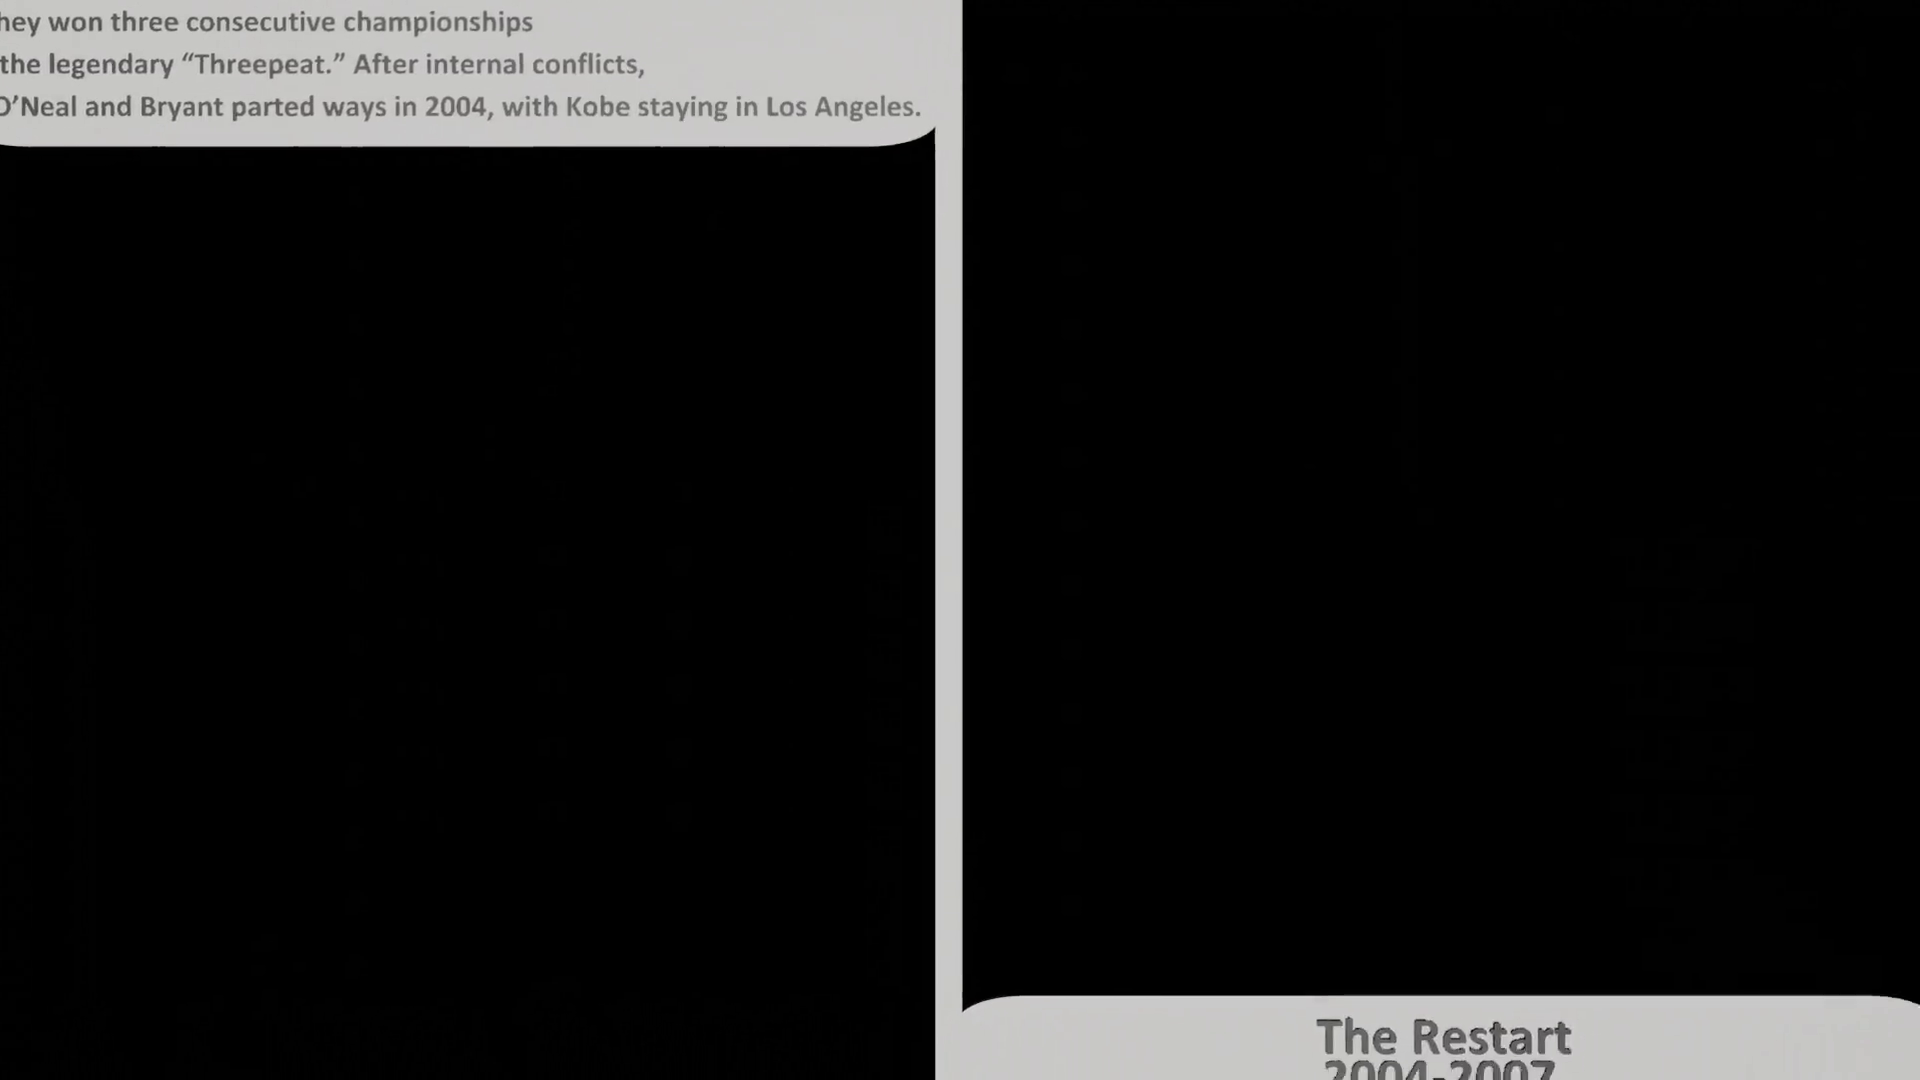 hey won three consecutive championships
the legendary “Threepeat.” After internal conflicts,
O’Neal and Bryant parted ways in 2004, with Kobe staying in Los Angeles.
The Restart
2004-2007